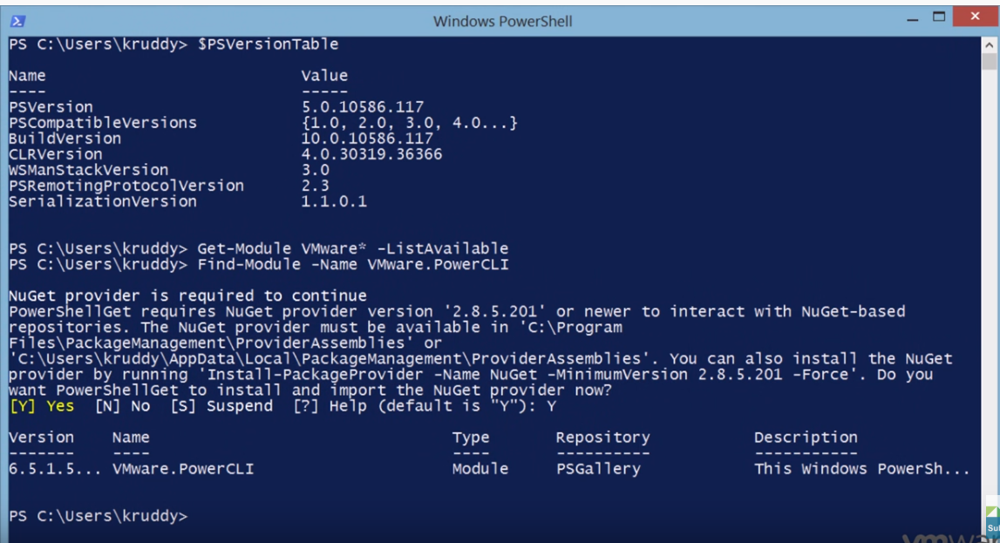 Windows PowerShell
PS C:\Users\kruddy> $PSVersionTable
Name Value
---- -----
PSVersion 5.0.10586.117
PSCompatibleVersions {1.0, 2.0, 3.0, 4.0...}
BuildVersion 10.0.10586.117
CLRVersion 4.0.30319.36366
WSManStackVersion 3.0
PSRemotingProtocolVersion 2.3
SerializationVersion 1.1.0.1
PS C:\Users\kruddy> Get-Module VMware* -ListAvailable
PS C:\Users\kruddy> Find-Module -Name VMware.PowerCLI
NuGet provider is required to continue
PowerShellGet requires NuGet provider version '2.8.5.201' or newer to interact with NuGet-based
repositories. The NuGet provider must be available in 'C:\Program
Files\PackageManagement\ProviderAssemblies' or
'C:\Users\kruddy\AppData\Local\PackageManagement\ProviderAssemblies'. You can also install the NuGet
provider by running 'Install-PackageProvider -Name NuGet -MinimumVersion 2.8.5.201 -Force'. Do you
want PowerShellGet to install and import the NuGet provider now?
[Y] Yes [N] No [S] Suspend [?] Help (default is "Y"): Y
Version Name Type Repository Description
------- ---- ---- ---------- -----------
6.5.1.5... VMware.PowerCLI Module PSGallery This Windows PowerSh...
PS C:\Users\kruddy>